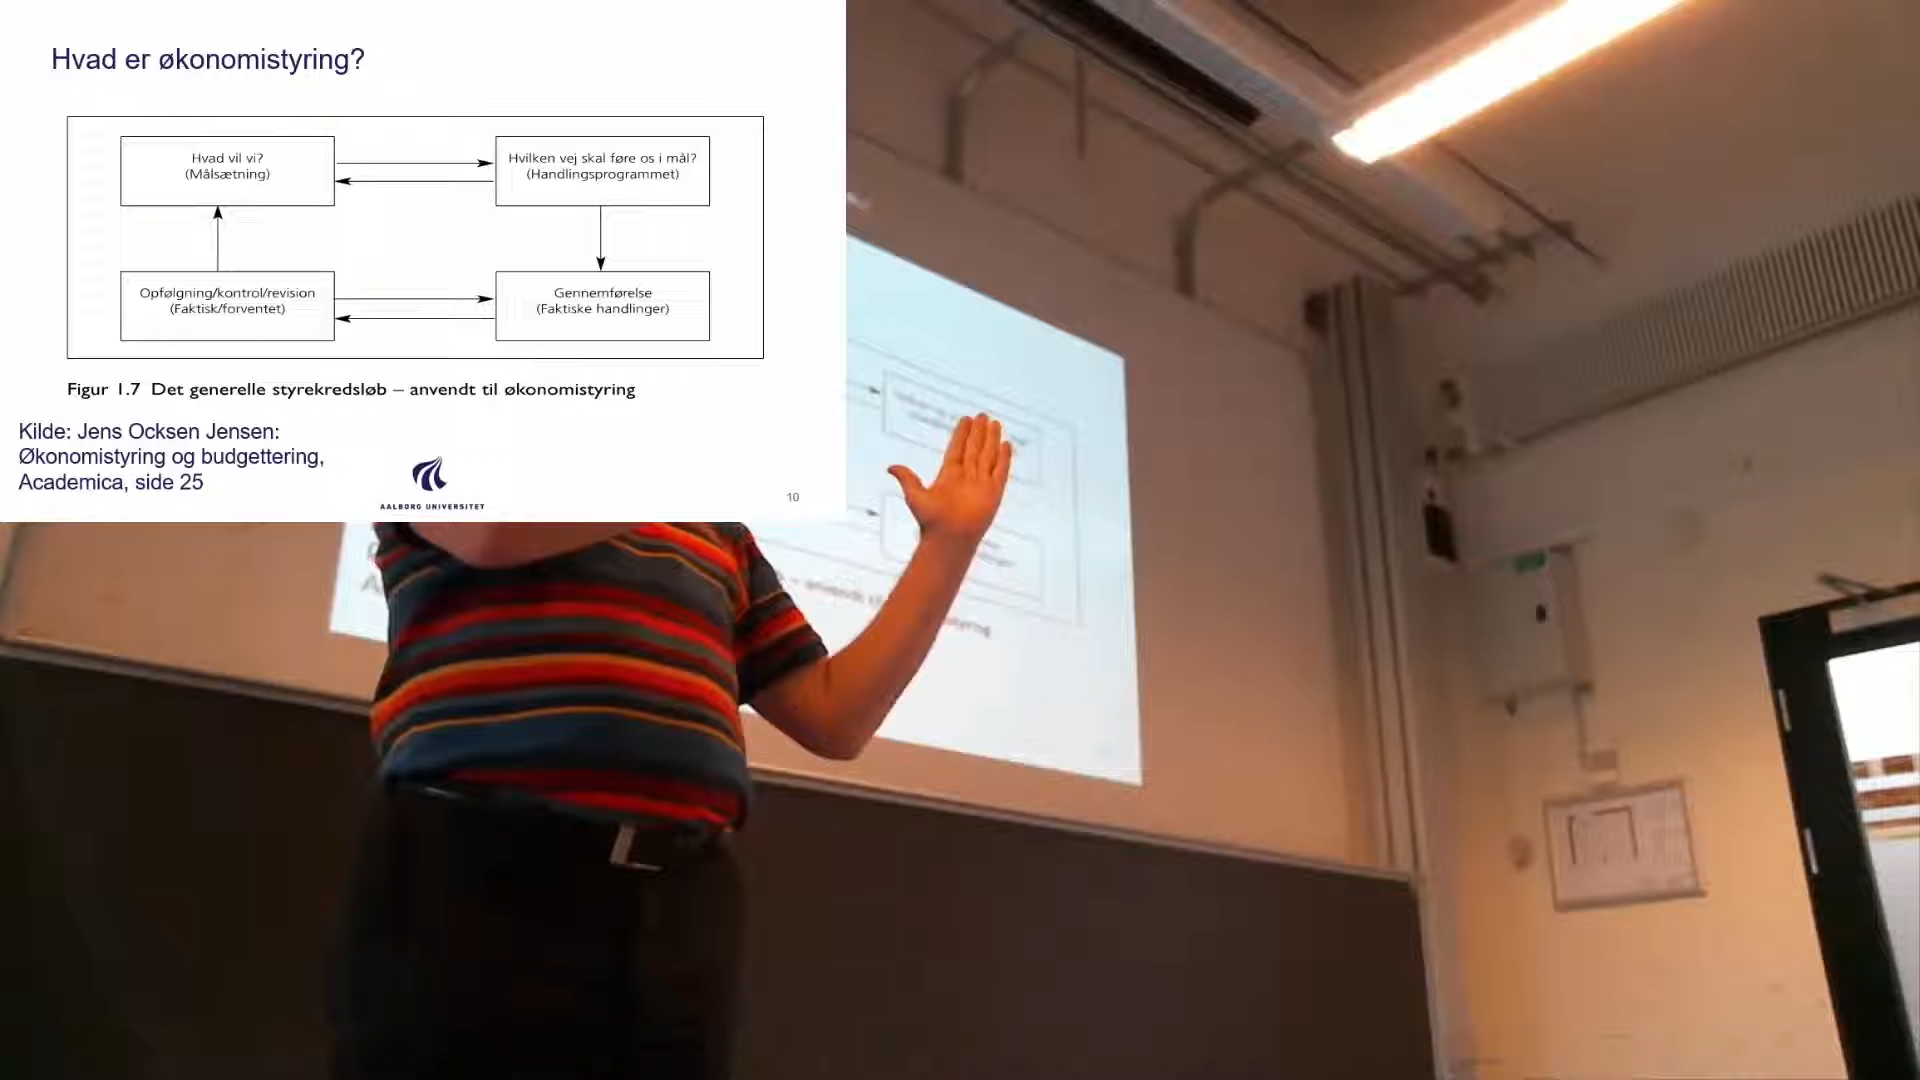 Hvad er økonomistyring?
Hvad vil vi?
(Målsætning)
Hvilken vej skal føre os i mål?
(Handlingsprogrammet)
Opfølgning/kontrol/revision
(Faktisk/forventet)
Gennemførelse
(Faktiske handlinger)
Figur 1.7 Det generelle styrekredsløb – anvendt til økonomistyring
Kilde: Jens Ocksen Jensen:
Økonomistyring og budgettering,
Academica, side 25
AALBORG UNIVERSITET
10
– anvendt
styring